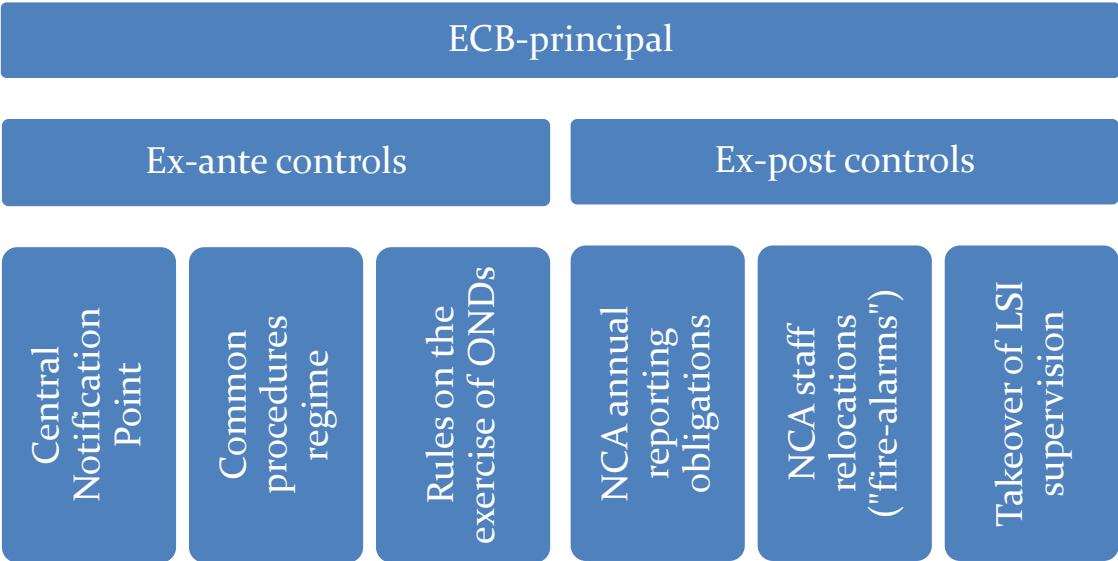 ECB-principal
Ex-ante controls
Ex-post controls
Central
Notification
Point
Common
procedures
regime
Rules on the
exercise of ONDs
NCA annual
reporting
obligations
NCA staff
relocations
("fire-alarms")
Takeover of LSI
supervision